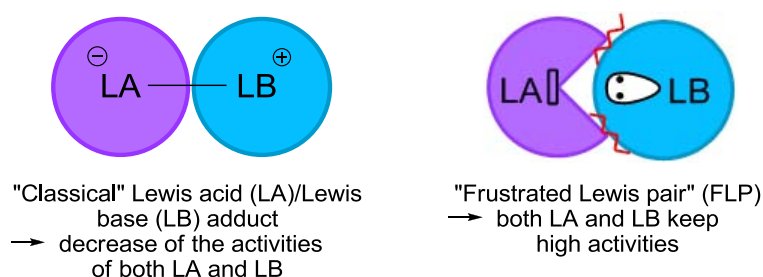 ⊖
LA
LB
⊕
"Classical" Lewis acid (LA)/Lewis
base (LB) adduct
→ decrease of the activities
of both LA and LB
LA
LB
"Frustrated Lewis pair" (FLP)
→ both LA and LB keep
high activities